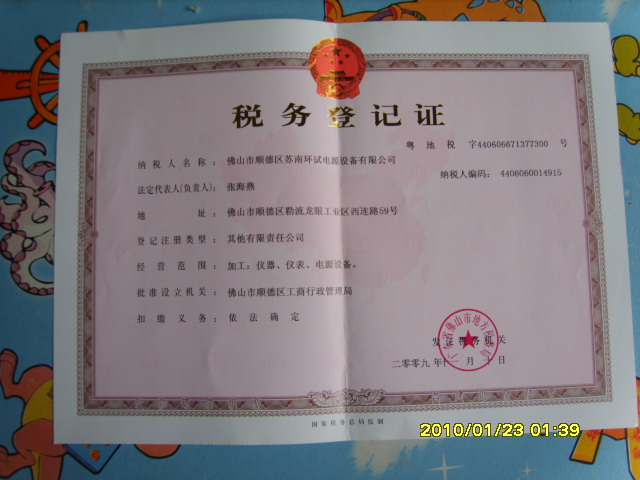 税务登记证
粤 地 税 字440606671377300 号
纳税人名称： 佛山市顺德区苏南环试电源设备有限公司
纳税人编码： 4406060014915
法定代表人(负责人)： 张海燕
地 址： 佛山市顺德区勒流龙眼工业区西连路59号
登记注册类型： 其他有限责任公司
经营范围： 加工：仪器、仪表、电源设备。
批准设立机关： 佛山市顺德区工商行政管理局
扣缴义务： 依法确定
发证税务机关
二零零九 年 十一 月 日
国家税务总局监制
2010/01/23 01:39